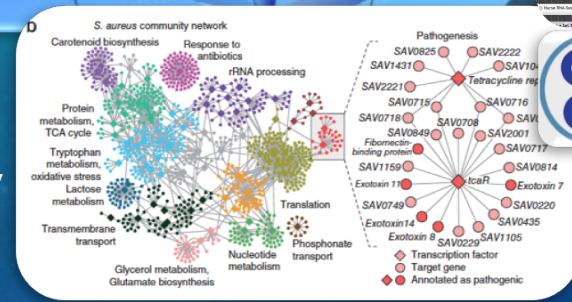 b
S. aureus community network
Carotenoid biosynthesis
Response to
antibiotics
rRNA processing
Protein
metabolism,
TCA cycle
Tryptophan
metabolism,
oxidative stress
Lactose
metabolism
Transmembrane
transport
Glycerol metabolism,
Glutamate biosynthesis
Nucleotide
metabolism
Phosphonate
transport
Translation
Pathogenesis
SAV0825
SAV2222
SAV1431
Tetracycline
SAV2221
SAV0715
SAV0716
SAV0718
SAV0708
SAV0849
SAV2001
Fibornectin-
binding protein
SAV0717
SAV1159
SAV0814
Exotoxin 11
tcaR
Exotoxin 7
SAV0749
SAV0220
Exotoxin14
SAV0435
Exotoxin 8
SAV0229
SAV1105
Transcription factor
Target gene
Annotated as pathogenic